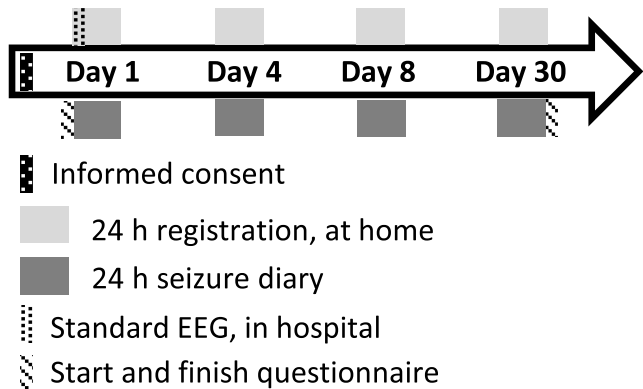 Day 1 Day 4 Day 8 Day 30
Informed consent
24 h registration, at home
24 h seizure diary
Standard EEG, in hospital
Start and finish questionnaire